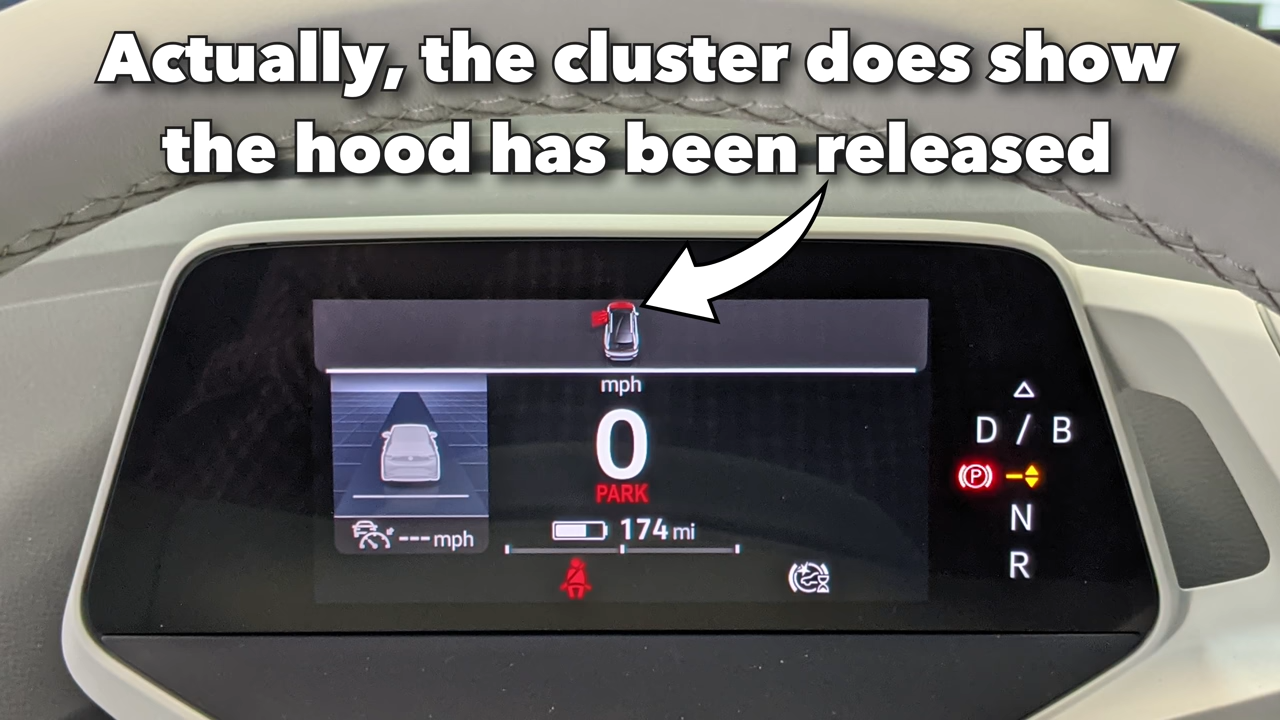 Actually, the cluster does show
the hood has been released
mph
0
PARK
174 mi
--- mph
D / B
P
N
R